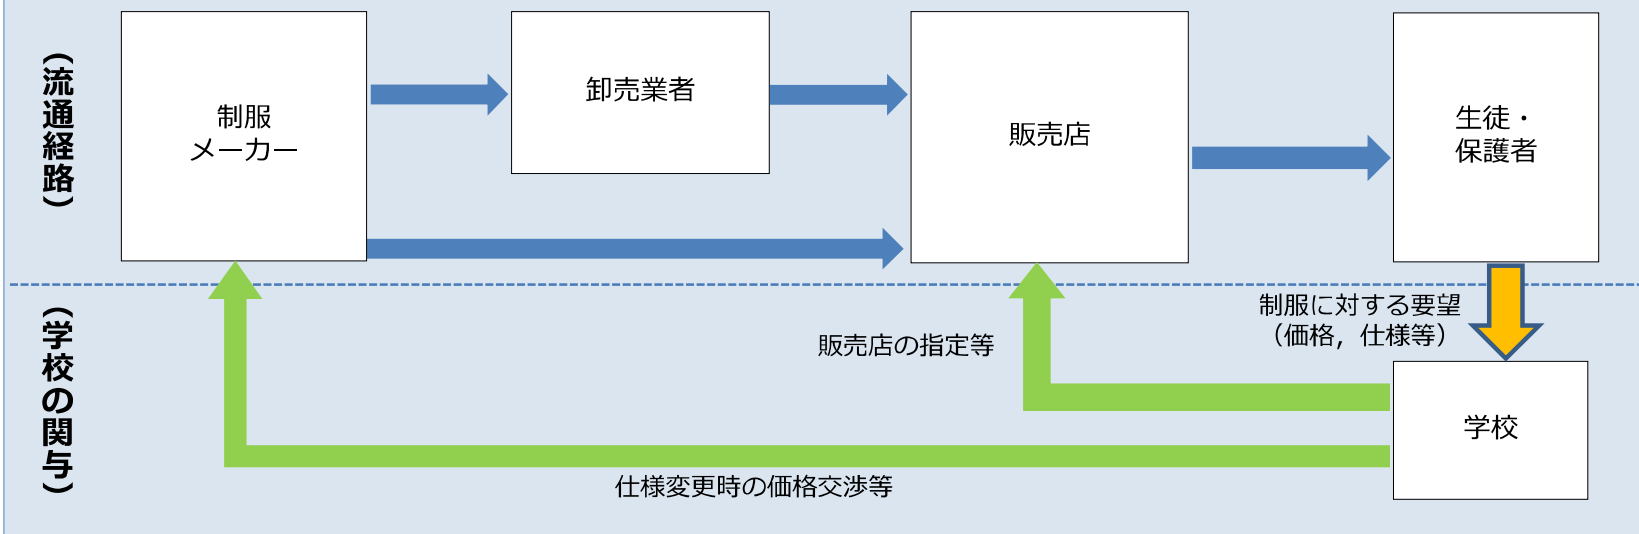 （流通経路）
制服
メーカー
卸売業者
販売店
生徒・
保護者
（学校の関与）
販売店の指定等
制服に対する要望
（価格，仕様等）
学校
仕様変更時の価格交渉等